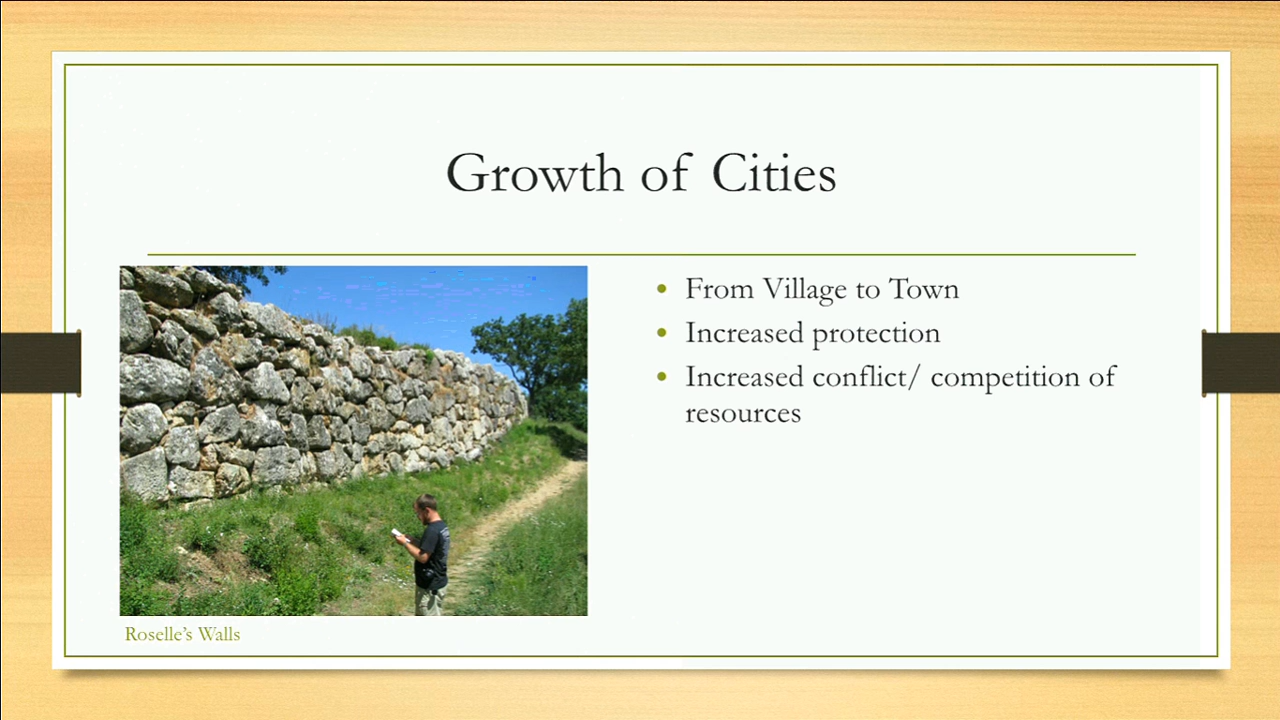 Growth of Cities
• From Village to Town
• Increased protection
• Increased conflict/ competition of
resources
Roselle's Walls